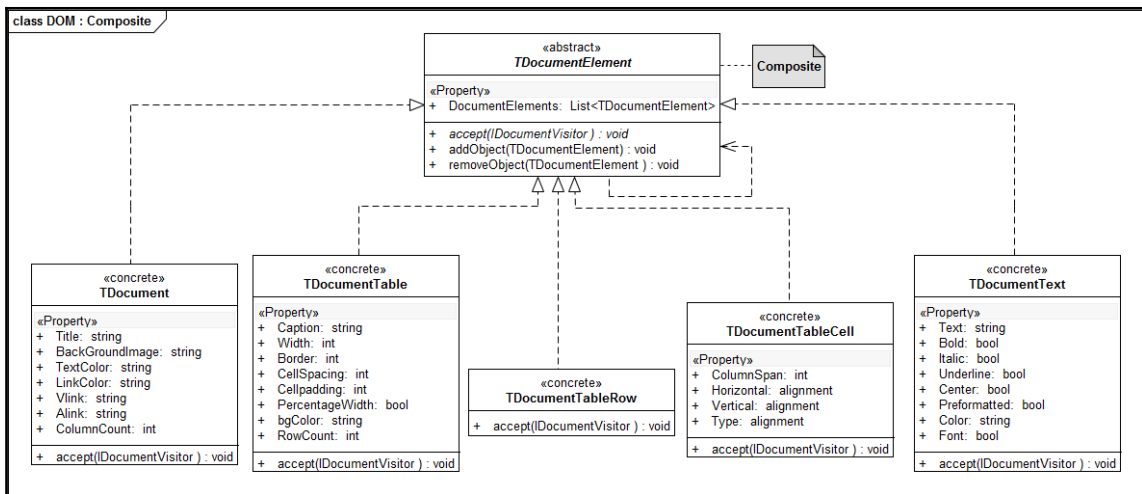 class DOM : Composite
«abstract»
TDocumentElement
«Property»
+ DocumentElements: List<TDocumentElement>
+ accept(IDocumentVisitor ) : void
+ addObject(TDocumentElement) : void
+ removeObject(TDocumentElement ) : void
Composite
«concrete»
TDocument
«Property»
+ Title: string
+ BackGroundImage: string
+ TextColor: string
+ LinkColor: string
+ Vlink: string
+ Alink: string
+ ColumnCount: int
+ accept(IDocumentVisitor ) : void
«concrete»
TDocumentTable
«Property»
+ Caption: string
+ Width: int
+ Border: int
+ CellSpacing: int
+ Cellpadding: int
+ PercentageWidth: bool
+ bgColor: string
+ RowCount: int
+ accept(IDocumentVisitor ) : void
«concrete»
TDocumentTableRow
+ accept(IDocumentVisitor ) : void
«concrete»
TDocumentTableCell
«Property»
+ ColumnSpan: int
+ Horizontal: alignment
+ Vertical: alignment
+ Type: alignment
+ accept(IDocumentVisitor ) : void
«concrete»
TDocumentText
«Property»
+ Text: string
+ Bold: bool
+ Italic: bool
+ Underline: bool
+ Center: bool
+ Preformatted: bool
+ Color: string
+ Font: bool
+ accept(IDocumentVisitor ) : void